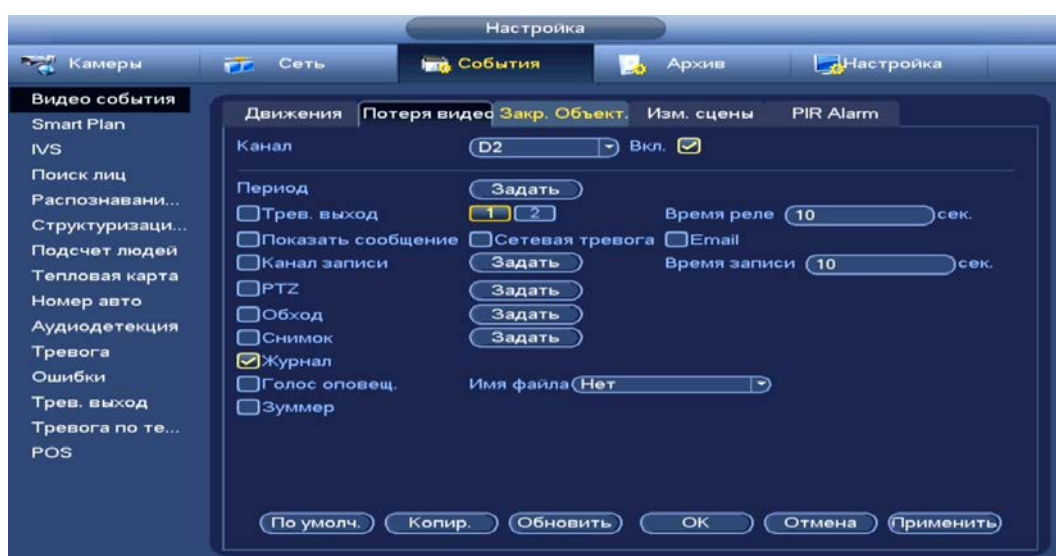 Настройка
Камеры Сеть События Архив Настройка
Видео события
Smart Plan
IVS
Поиск лиц
Распознавани...
Структуризаци...
Подсчет людей
Тепловая карта
Номер авто
Аудиодетекция
Тревога
Ошибки
Трев. выход
Тревога по те...
POS
Движения Потеря видео Закр. Объект. Изм. сцены PIR Alarm
Канал D2 Вкл.
Период Задать
Трев. выход 1 2 Время реле 10 сек.
Показать сообщение Сетевая тревога Email
Канал записи Задать Время записи 10 сек.
PTZ Задать
Обход Задать
Снимок Задать
Журнал
Голос оповещ. Имя файла Нет
Зуммер
По умолч. Копир. Обновить OK Отмена Применить